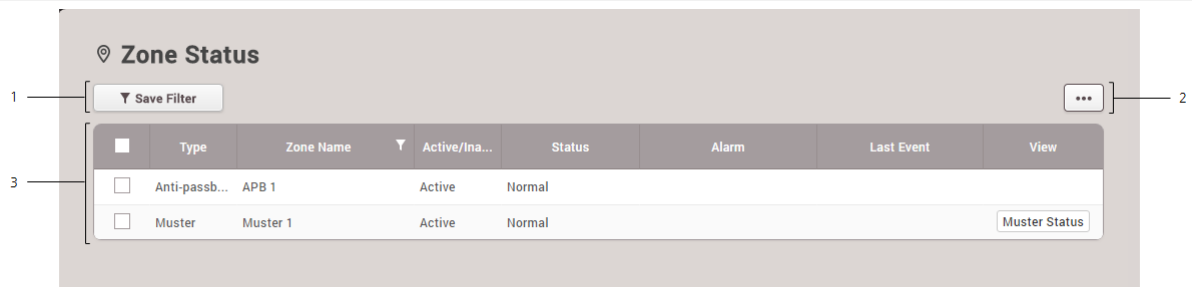 Zone Status
1 Save Filter ••• 2
Type Zone Name Active/Ina... Status Alarm Last Event View
3 Anti-passb... APB 1 Active Normal
Muster Muster 1 Active Normal Muster Status